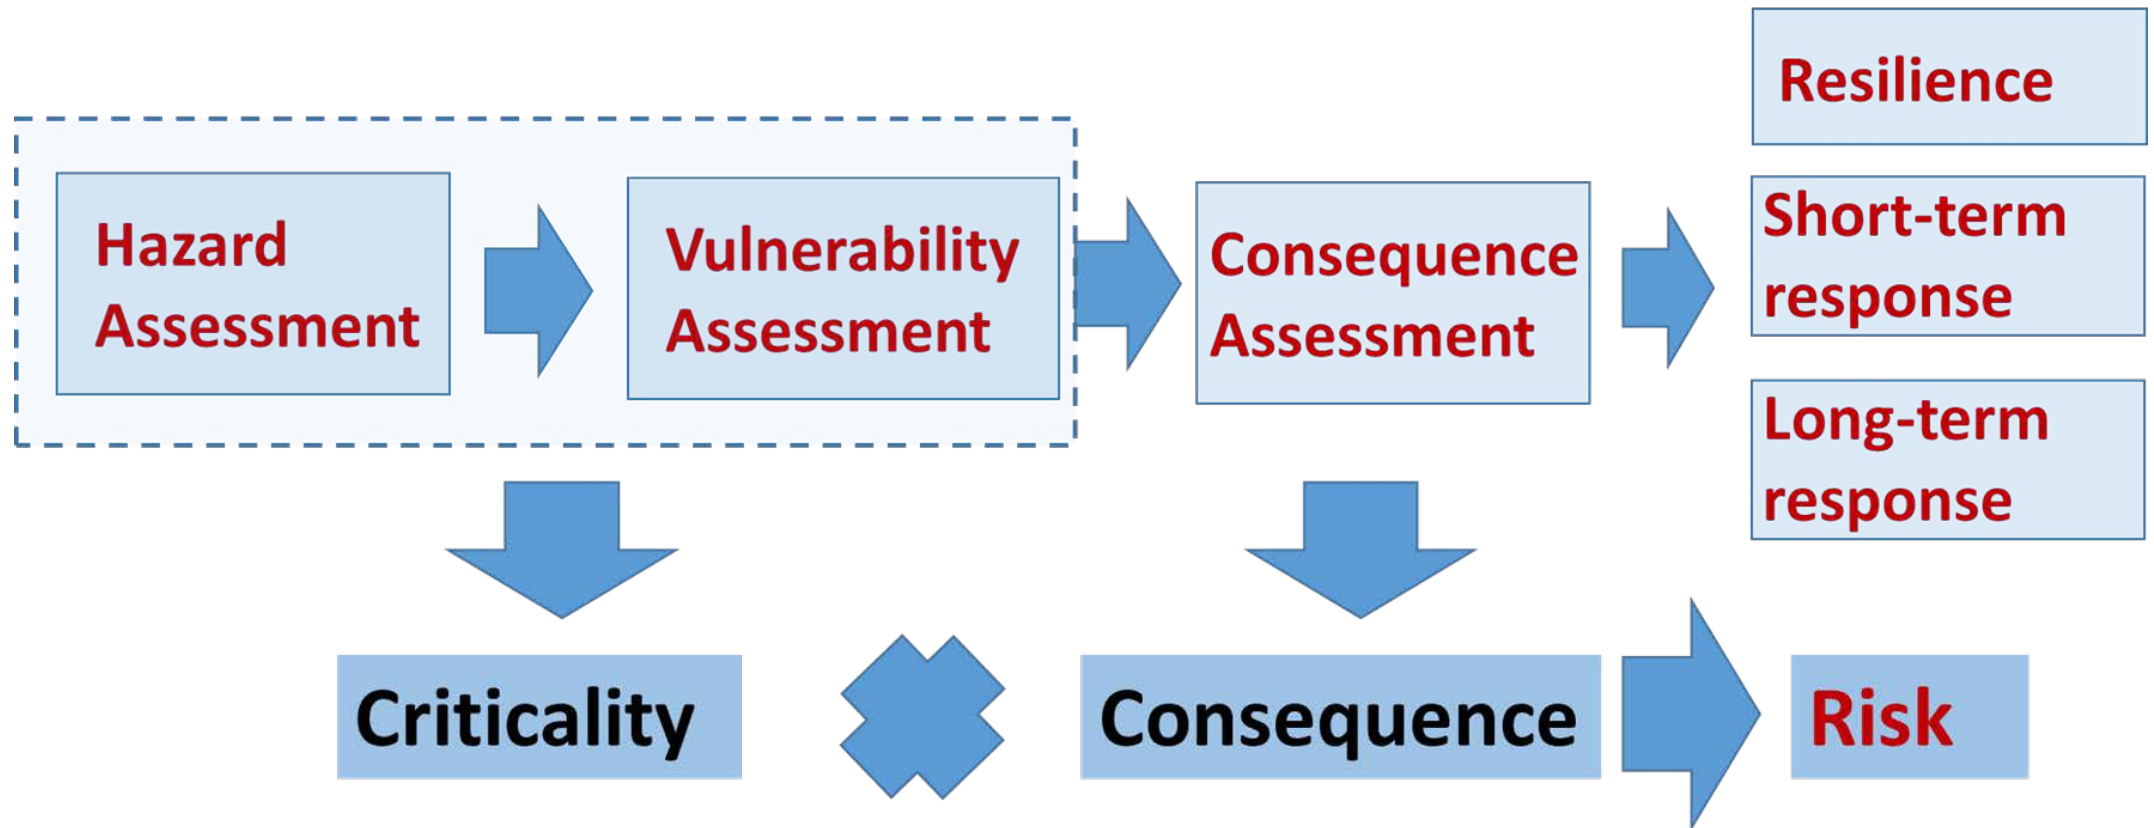 Resilience
Hazard
Assessment
Vulnerability
Assessment
Consequence
Assessment
Short-term
response
Long-term
response
Criticality
Consequence
Risk